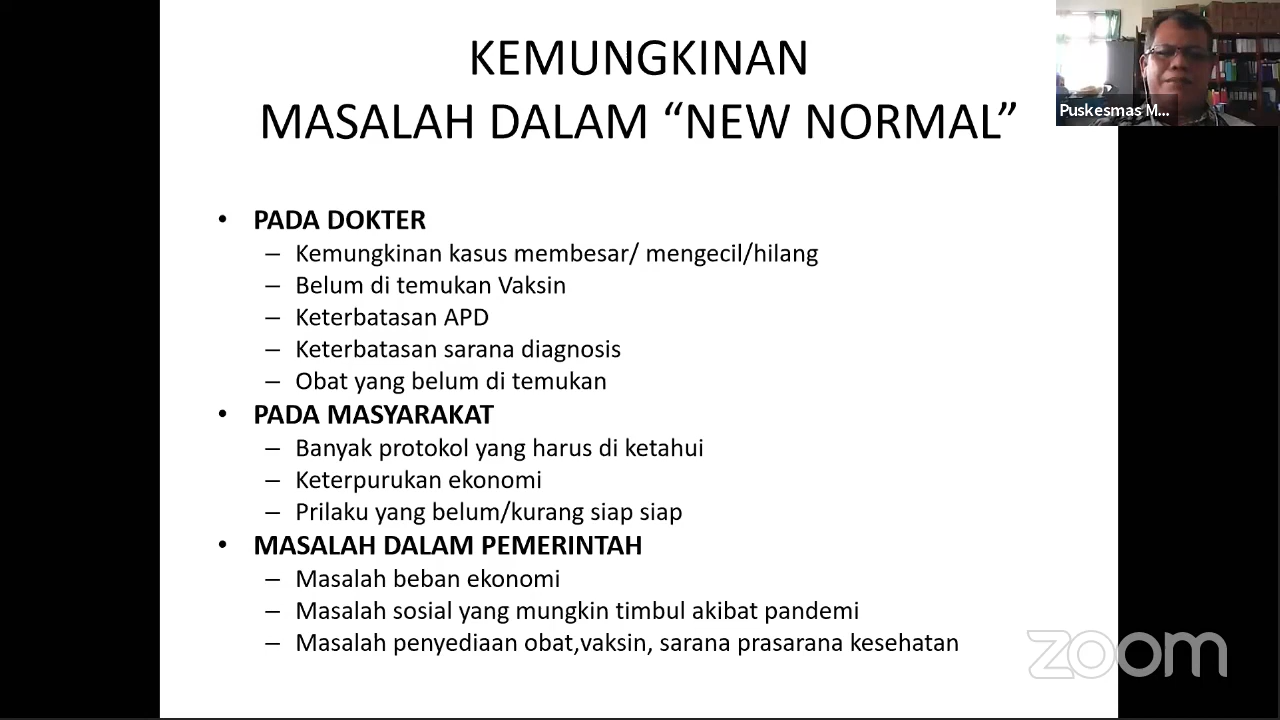 KEMUNGKINAN
MASALAH DALAM “NEW NORMAL”
Puskesmas M...
• PADA DOKTER
– Kemungkinan kasus membesar/ mengecil/hilang
– Belum di temukan Vaksin
– Keterbatasan APD
– Keterbatasan sarana diagnosis
– Obat yang belum di temukan
• PADA MASYARAKAT
– Banyak protokol yang harus di ketahui
– Keterpurukan ekonomi
– Prilaku yang belum/kurang siap siap
• MASALAH DALAM PEMERINTAH
– Masalah beban ekonomi
– Masalah sosial yang mungkin timbul akibat pandemi
– Masalah penyediaan obat,vaksin, sarana prasarana kesehatan
zoom